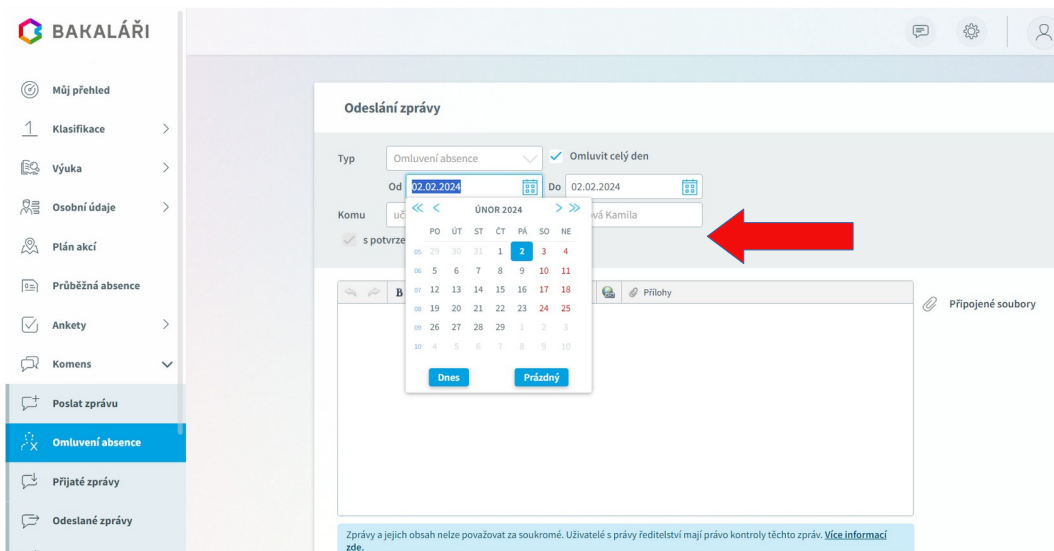 BAKALÁŘI
Můj přehled
Klasifikace
Výuka
Osobní údaje
Plán akcí
Průběžná absence
Ankety
Komens
Poslat zprávu
Omluvení absence
Přijaté zprávy
Odeslané zprávy
Odeslání zprávy
Typ Omluvení absence Omluvit celý den
Od 02.02.2024 Do 02.02.2024
Komu uč vá Kamila
s potvrze
ÚNOR 2024
PO ÚT ST ČT PÁ SO NE
05 29 30 31 1 2 3 4
06 5 6 7 8 9 10 11
07 12 13 14 15 16 17 18
08 19 20 21 22 23 24 25
09 26 27 28 29 1 2 3
10 4 5 6 7 8 9 10
Dnes Prázdný
B Přílohy
Připojené soubory
Zprávy a jejich obsah nelze považovat za soukromé. Uživatelé s právy ředitelství mají právo kontroly těchto zpráv. Více informací
zde.